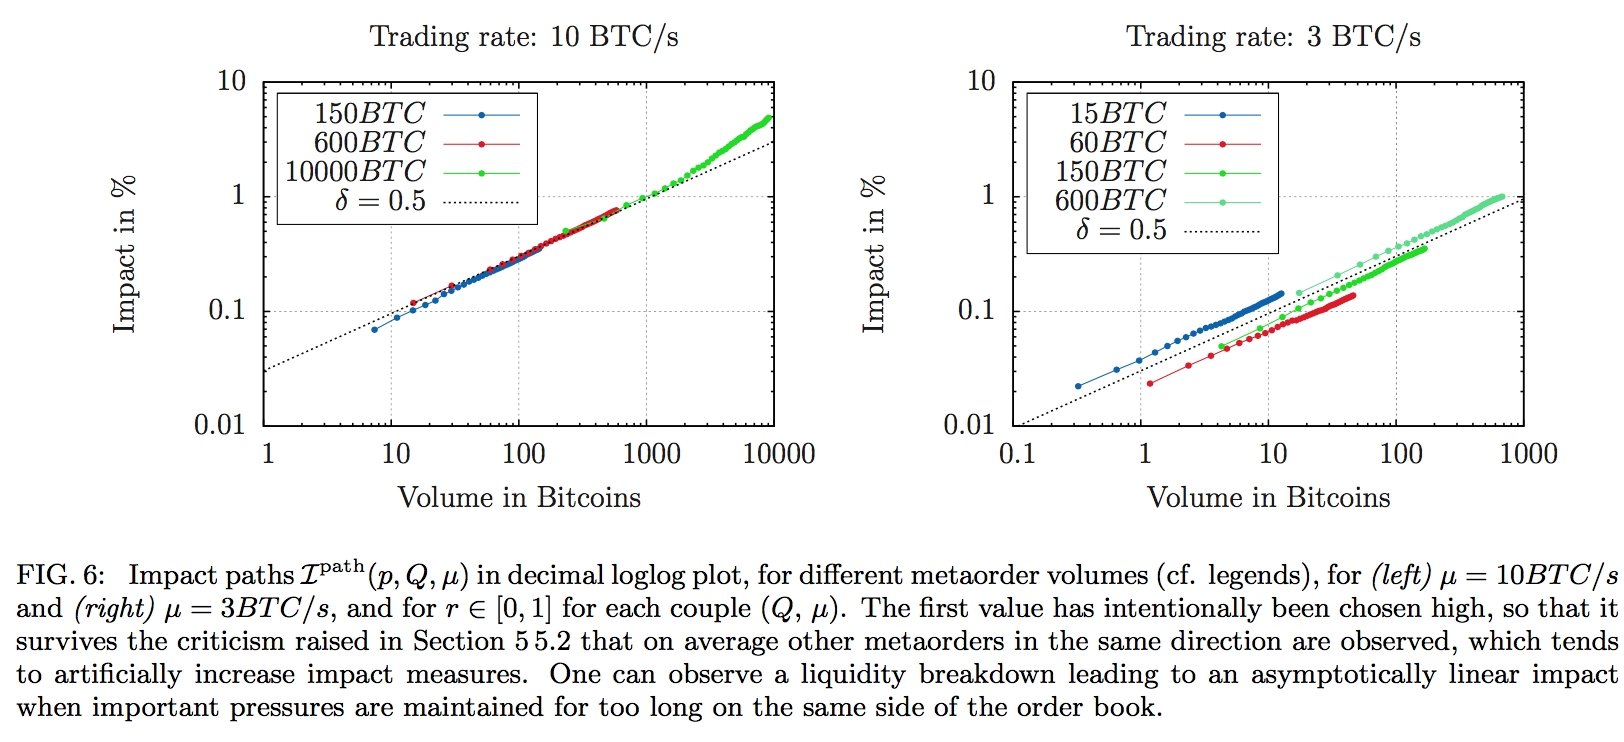 Trading rate: 10 BTC/s
10
1
0.1
0.01
Impact in %
150BTC
600BTC
10000BTC
δ = 0.5
1 10 100 1000 10000
Volume in Bitcoins
Trading rate: 3 BTC/s
10
1
0.1
0.01
Impact in %
15BTC
60BTC
150BTC
600BTC
δ = 0.5
0.1 1 10 100 1000
Volume in Bitcoins
FIG. 6: Impact paths ℐ^path(p, Q, μ) in decimal loglog plot, for different metaorder volumes (cf. legends), for (left) μ = 10BTC/s
and (right) μ = 3BTC/s, and for r ∈ [0, 1] for each couple (Q, μ). The first value has intentionally been chosen high, so that it
survives the criticism raised in Section 5 5.2 that on average other metaorders in the same direction are observed, which tends
to artificially increase impact measures. One can observe a liquidity breakdown leading to an asymptotically linear impact
when important pressures are maintained for too long on the same side of the order book.